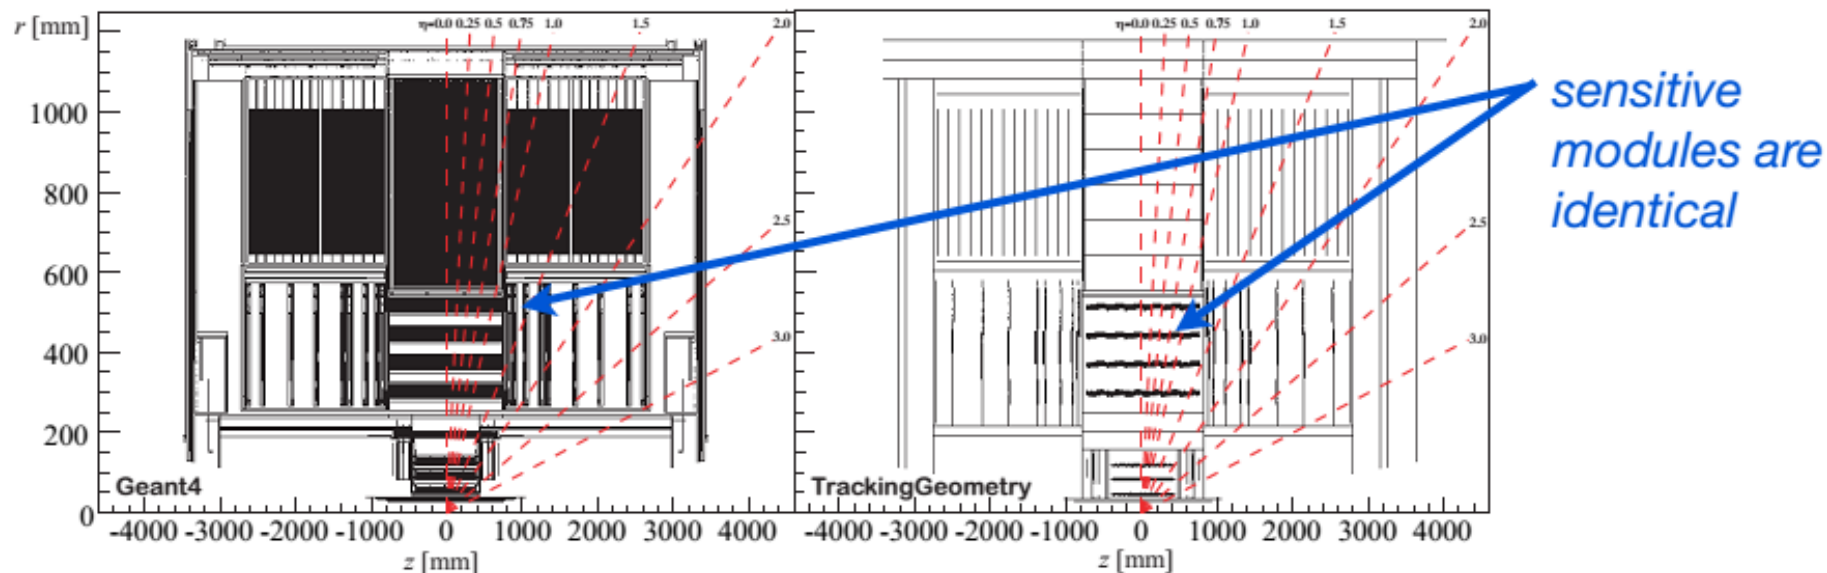 r [mm]
1000
800
600
400
200
0
η=0.0 0.25 0.5 0.75 1.0 1.5 2.0
2.5
3.0
Geant4
-4000 -3000 -2000 -1000 0 1000 2000 3000 4000
z [mm]
η=0.0 0.25 0.5 0.75 1.0 1.5 2.0
2.5
3.0
TrackingGeometry
-4000 -3000 -2000 -1000 0 1000 2000 3000 4000
z [mm]
sensitive
modules are
identical